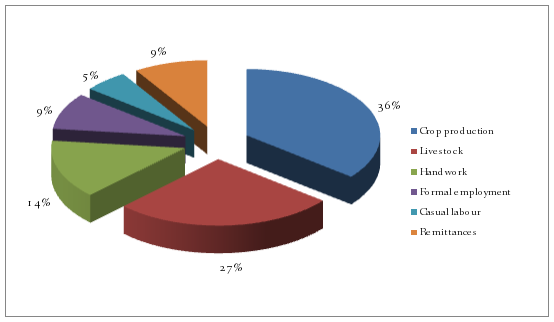 9%
5%
36%
9%
14%
27%
Crop production
Livestock
Handwork
Formal employment
Casual labour
Remittances